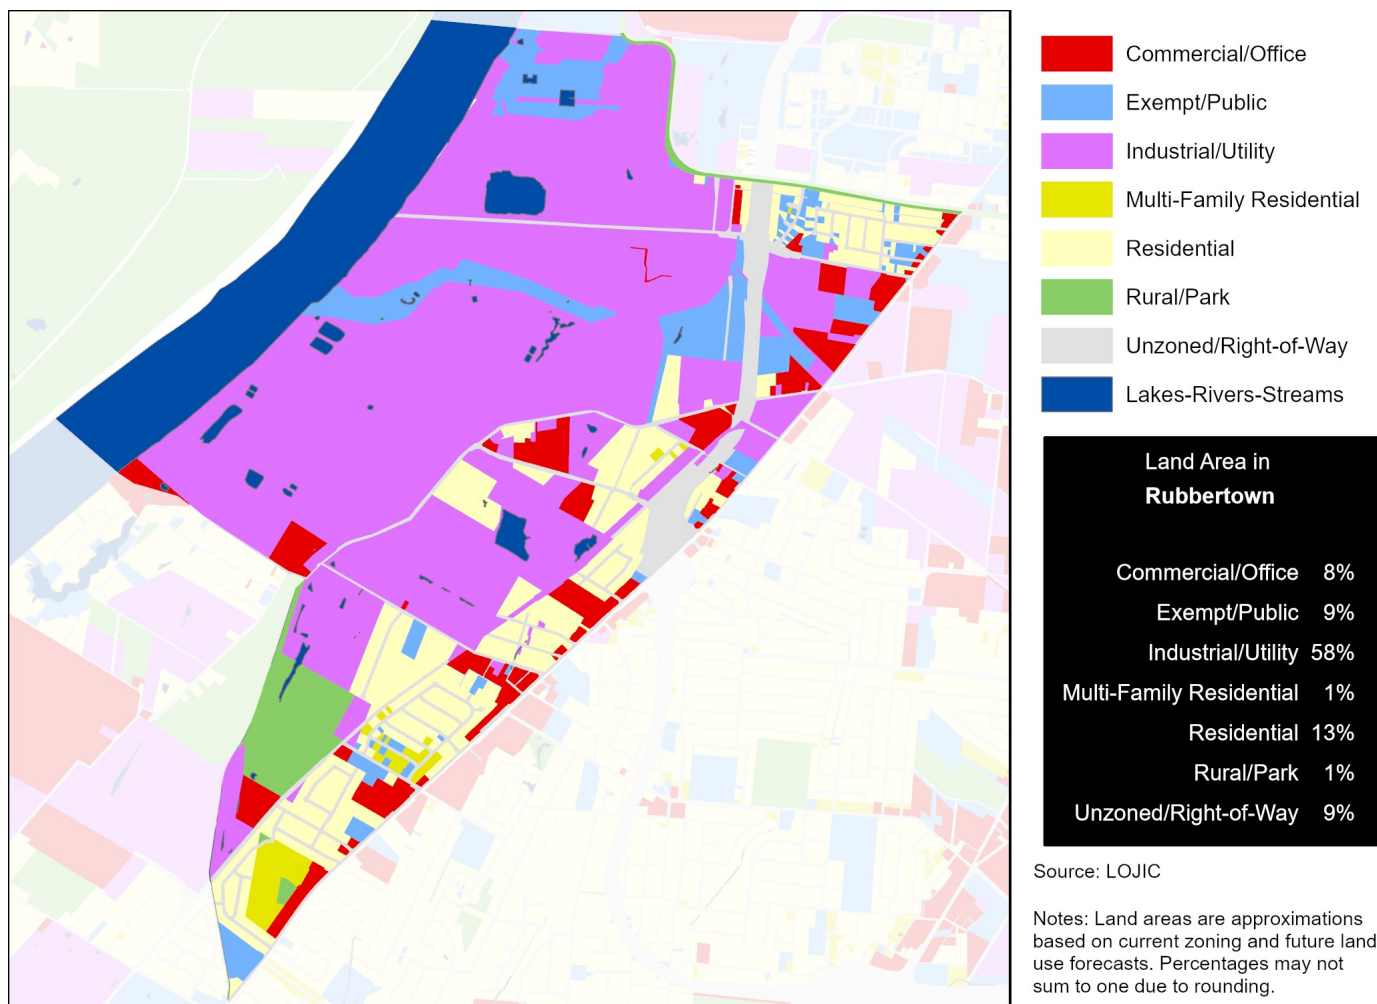 Commercial/Office
Exempt/Public
Industrial/Utility
Multi-Family Residential
Residential
Rural/Park
Unzoned/Right-of-Way
Lakes-Rivers-Streams
Land Area in
Rubbertown
Commercial/Office 8%
Exempt/Public 9%
Industrial/Utility 58%
Multi-Family Residential 1%
Residential 13%
Rural/Park 1%
Unzoned/Right-of-Way 9%
Source: LOJIC
Notes: Land areas are approximations
based on current zoning and future land
use forecasts. Percentages may not
sum to one due to rounding.